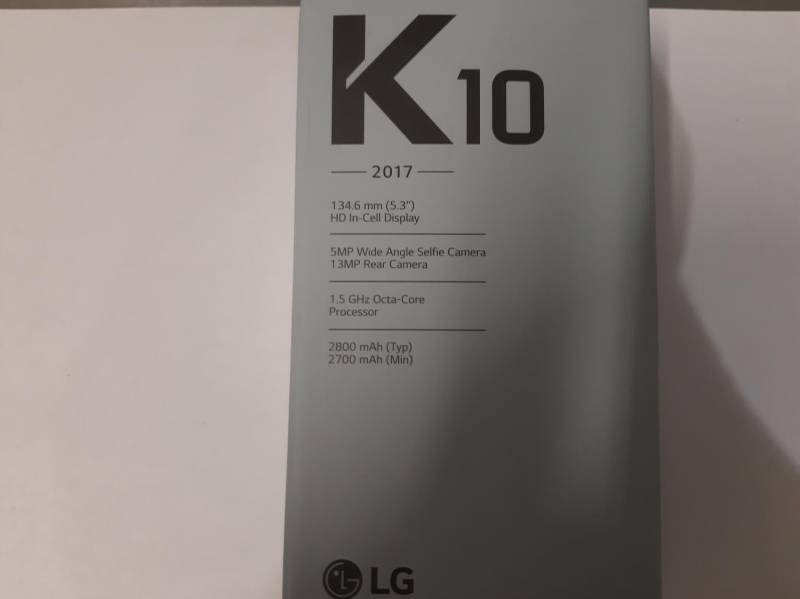 K10
2017
134.6 mm (5.3")
HD In-Cell Display
5MP Wide Angle Selfie Camera
13MP Rear Camera
1.5 GHz Octa-Core
Processor
2800 mAh (Typ)
2700 mAh (Min)
LG